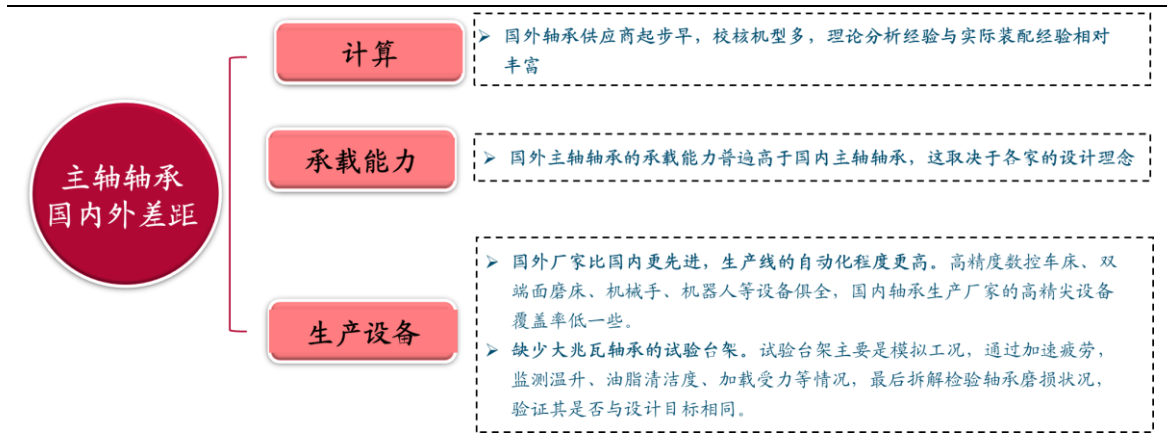 主轴轴承
国内外差距
计算
➢ 国外轴承供应商起步早，校核机型多，理论分析经验与实际装配经验相对
丰富
承载能力
➢ 国外主轴轴承的承载能力普遍高于国内主轴轴承，这取决于各家的设计理念
生产设备
➢ 国外厂家比国内更先进，生产线的自动化程度更高。高精度数控车床、双
端面磨床、机械手、机器人等设备俱全，国内轴承生产厂家的高精尖设备
覆盖率低一些。
➢ 缺少大兆瓦轴承的试验台架。试验台架主要是模拟工况，通过加速疲劳，
监测温升、油脂清洁度、加载受力等情况，最后拆解检验轴承磨损状况，
验证其是否与设计目标相同。